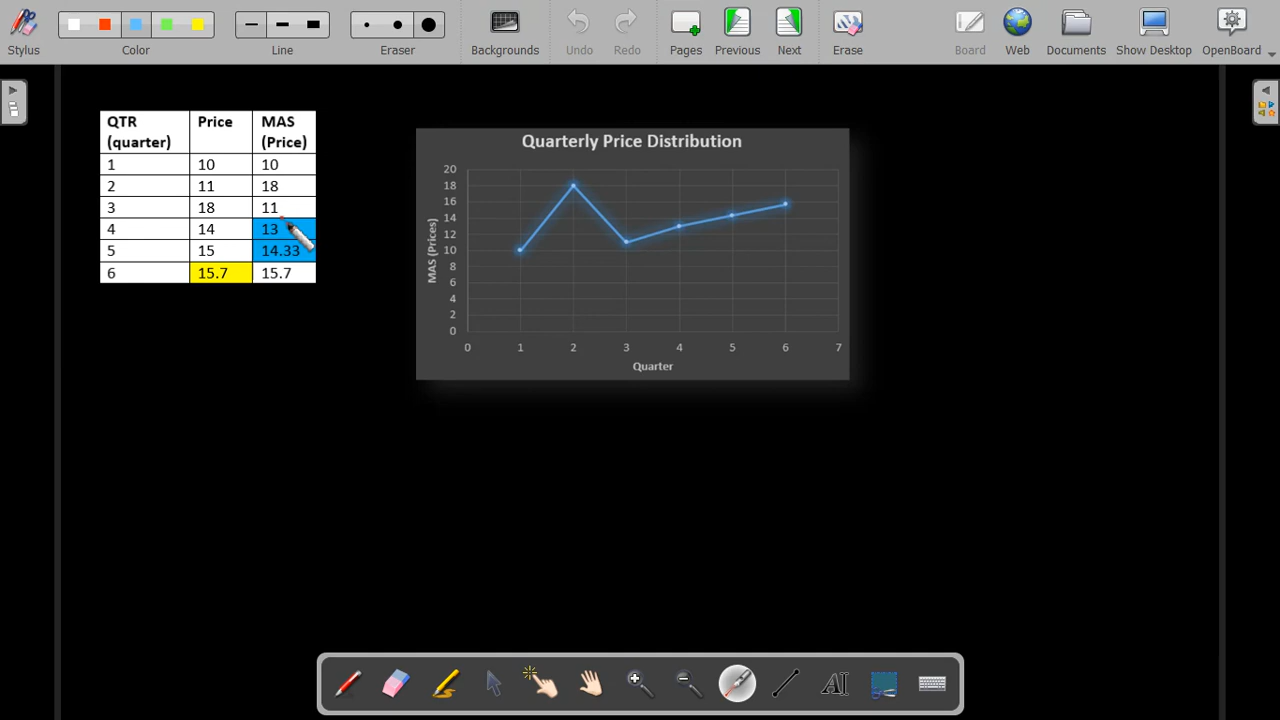 Stylus
Color
Line
Eraser
Backgrounds
Undo
Redo
Pages
Previous
Next
Erase
Board
Web
Documents
Show Desktop
OpenBoard
QTR (quarter) Price MAS (Price)
1 10 10
2 11 18
3 18 11
4 14 13
5 15 14.33
6 15.7 15.7
Quarterly Price Distribution
MAS (Prices)
20
18
16
14
12
10
8
6
4
2
0
0 1 2 3 4 5 6 7
Quarter
AI